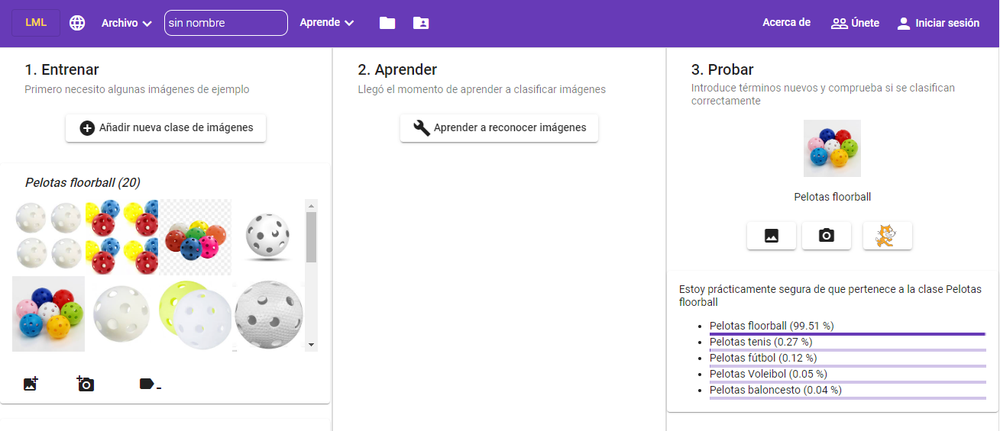 LML
Archivo
sin nombre
Aprende
Acerca de
Únete
Iniciar sesión
1. Entrenar
Primero necesito algunas imágenes de ejemplo
Añadir nueva clase de imágenes
Pelotas floorball (20)
2. Aprender
Llegó el momento de aprender a clasificar imágenes
Aprender a reconocer imágenes
3. Probar
Introduce términos nuevos y comprueba si se clasifican
correctamente
Pelotas floorball
Estoy prácticamente segura de que pertenece a la clase Pelotas
floorball
Pelotas floorball (99.51 %)
Pelotas tenis (0.27 %)
Pelotas fútbol (0.12 %)
Pelotas Voleibol (0.05 %)
Pelotas baloncesto (0.04 %)